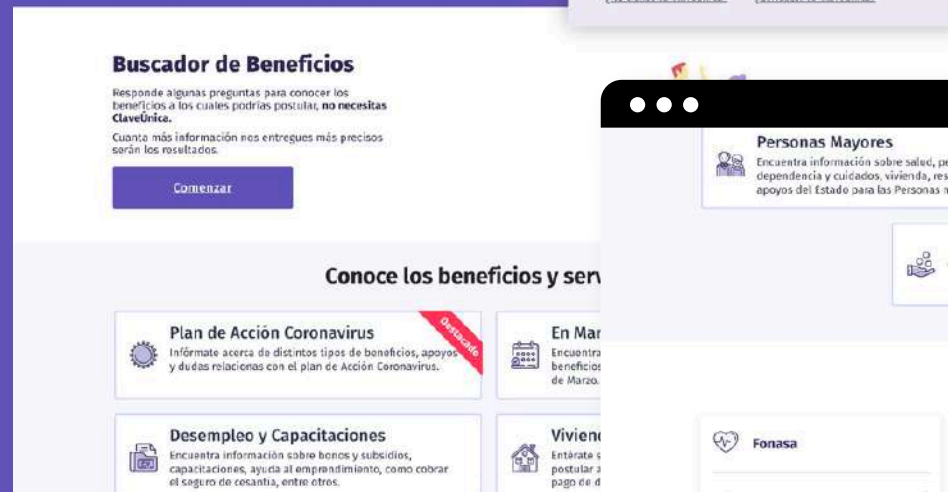 Buscador de Beneficios
Responde algunas preguntas para conocer los
beneficios a los cuales podrías postular, no necesitas
ClaveÚnica.
Cuanta más información nos entregues más precisos
serán los resultados.
Comenzar
Conoce los beneficios y serv
Plan de Acción Coronavirus
Infórmate acerca de distintos tipos de beneficios, apoyos
y dudas relacionas con el plan de Acción Coronavirus.
Destacado
En Mar
Encuentra
beneficios
de Marzo.
Desempleo y Capacitaciones
Encuentra información sobre bonos y subsidios,
capacitaciones, ayuda al emprendimiento, como cobrar
el seguro de cesantía, entre otros.
Viviend
Entérate s
postular a
pago de d
Personas Mayores
Encuentra información sobre salud, pe
dependencia y cuidados, vivienda, res
apoyos del Estado para las Personas m
Fonasa